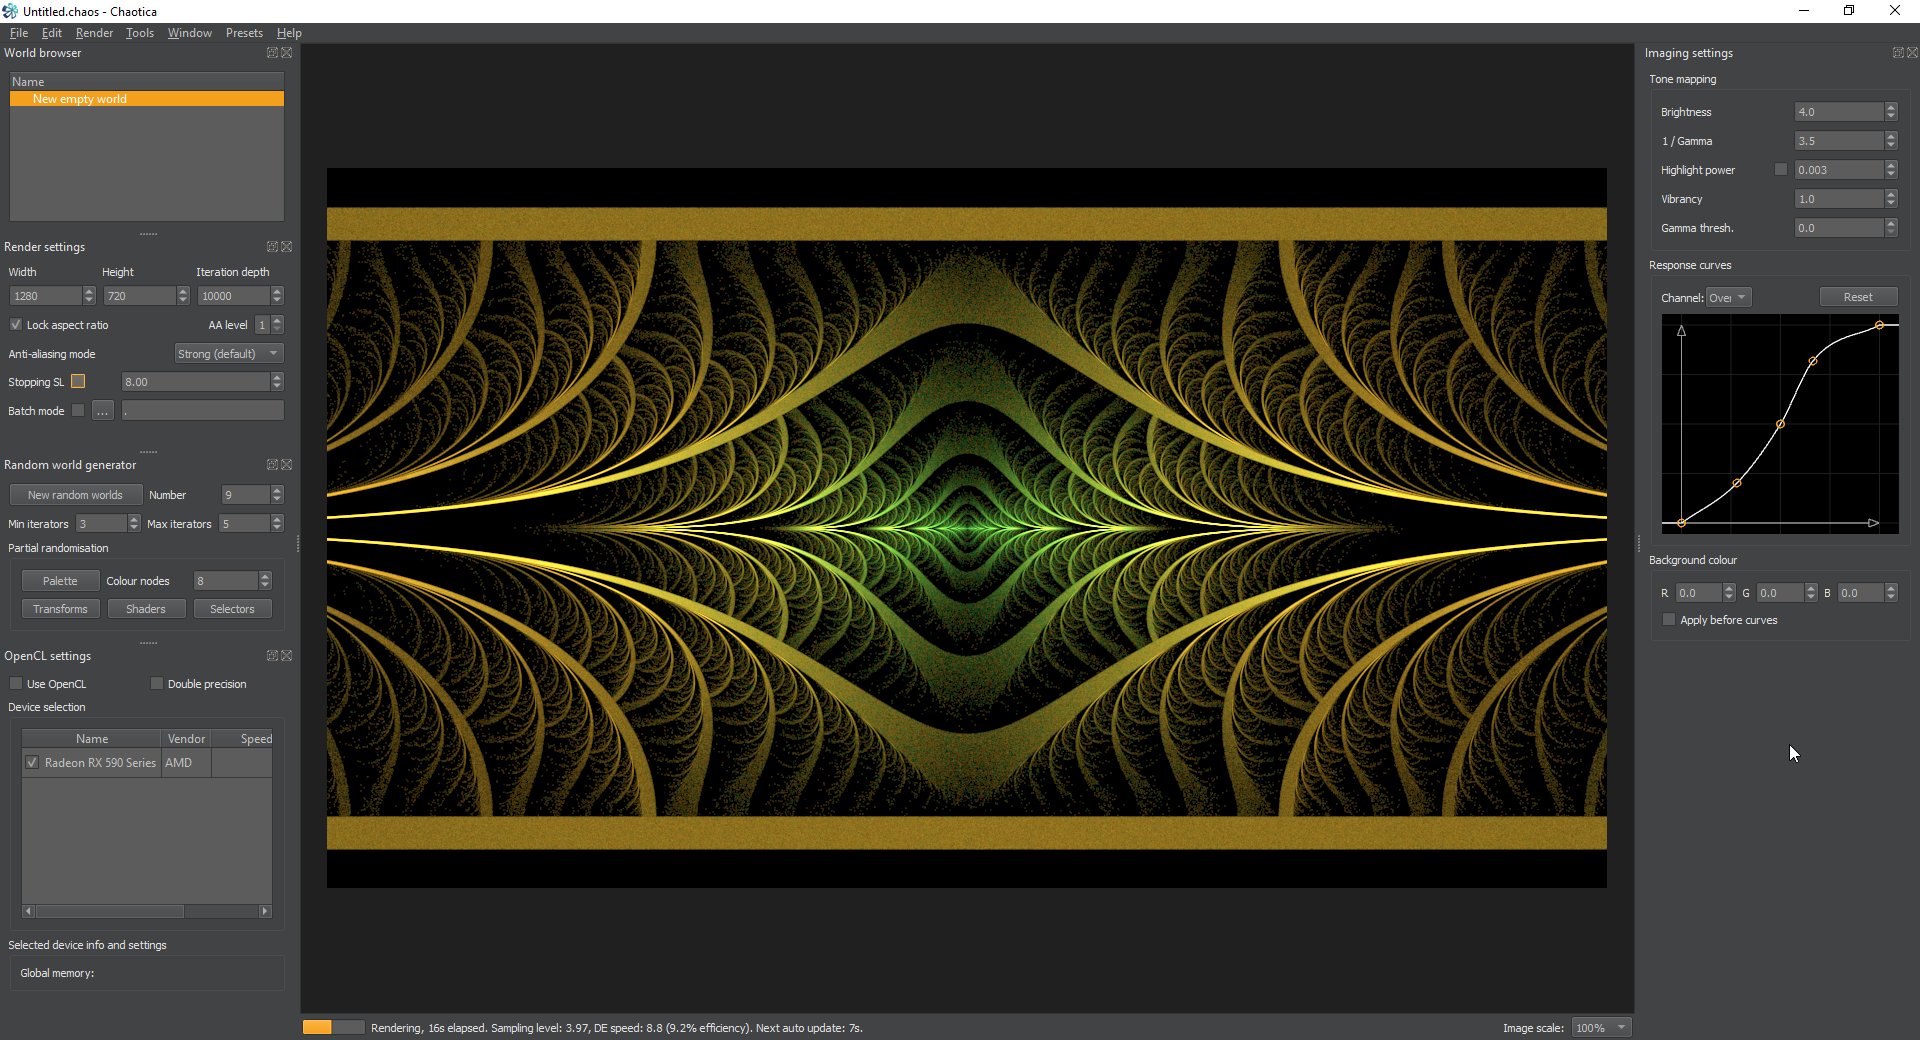 Untitled.chaos - Chaotica
File Edit Render Tools Window Presets Help
World browser
Name
New empty world
Render settings
Width Height Iteration depth
1280 720 10000
Lock aspect ratio AA level 1
Anti-aliasing mode Strong (default)
Stopping SL 8.00
Batch mode ... .
Random world generator
New random worlds Number 9
Min iterators 3 Max iterators 5
Partial randomisation
Palette Colour nodes 8
Transforms Shaders Selectors
OpenCL settings
Use OpenCL Double precision
Device selection
Name Vendor Speed
Radeon RX 590 Series AMD
Selected device info and settings
Global memory:
Rendering, 16s elapsed. Sampling level: 3.97, DE speed: 8.8 (9.2% efficiency). Next auto update: 7s.
Image scale: 100%
Imaging settings
Tone mapping
Brightness 4.0
1 / Gamma 3.5
Highlight power 0.003
Vibrancy 1.0
Gamma thresh. 0.0
Response curves
Channel: Over Reset
Background colour
R 0.0 G 0.0 B 0.0
Apply before curves